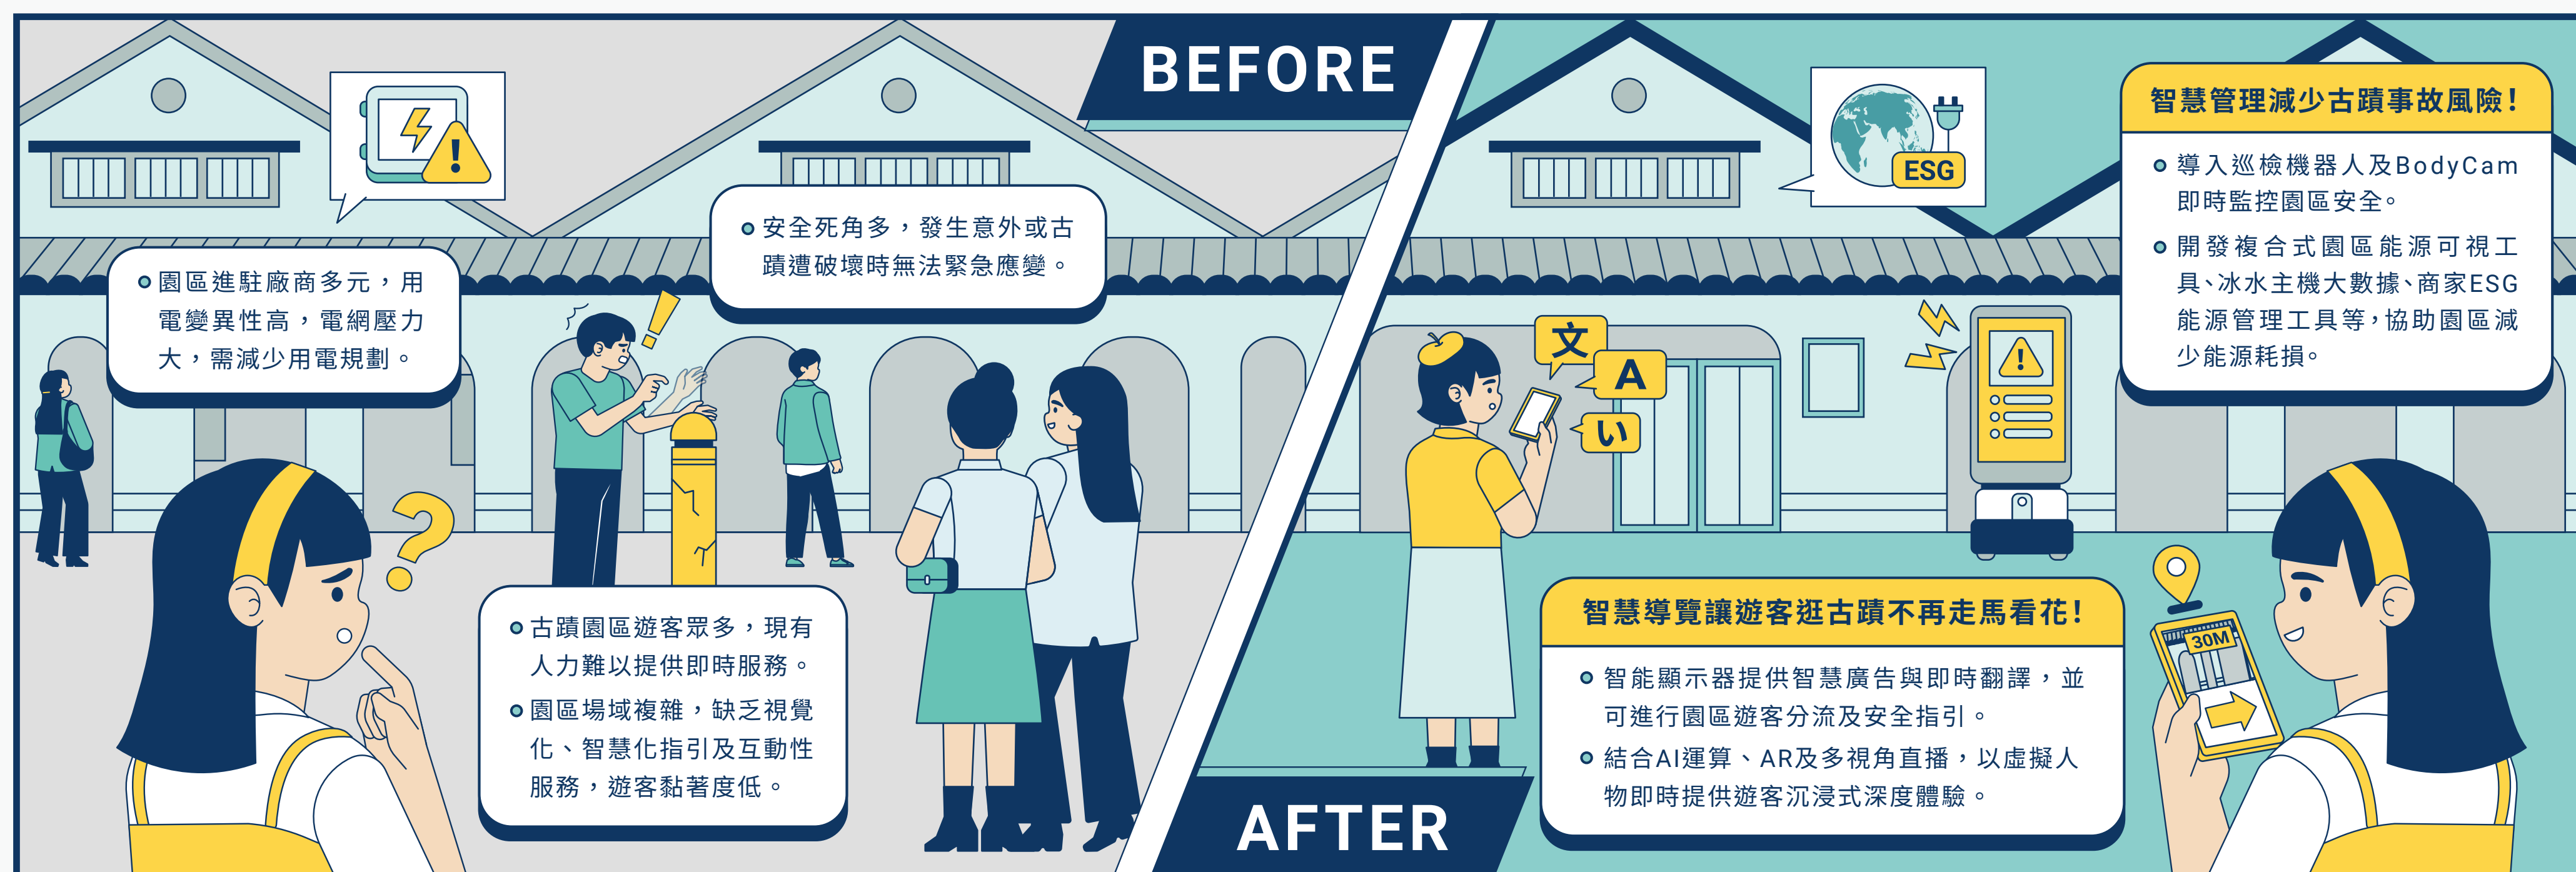 BEFORE
園區進駐廠商多元，用
電變異性高，電網壓力
大，需減少用電規劃。
安全死角多，發生意外或古
蹟遭破壞時無法緊急應變。
古蹟園區遊客眾多，現有
人力難以提供即時服務。
園區場域複雜，缺乏視覺
化、智慧化指引及互動性
服務，遊客黏著度低。
!
!
?
AFTER
ESG
智慧管理減少古蹟事故風險！
導入巡檢機器人及BodyCam
即時監控園區安全。
開發複合式園區能源可視工
具、冰水主機大數據、商家ESG
能源管理工具等，協助園區減
少能源耗損。
文
A
い
!
智慧導覽讓遊客逛古蹟不再走馬看花！
智能顯示器提供智慧廣告與即時翻譯，並
可進行園區遊客分流及安全指引。
結合AI運算、AR及多視角直播，以虛擬人
物即時提供遊客沉浸式深度體驗。
30M